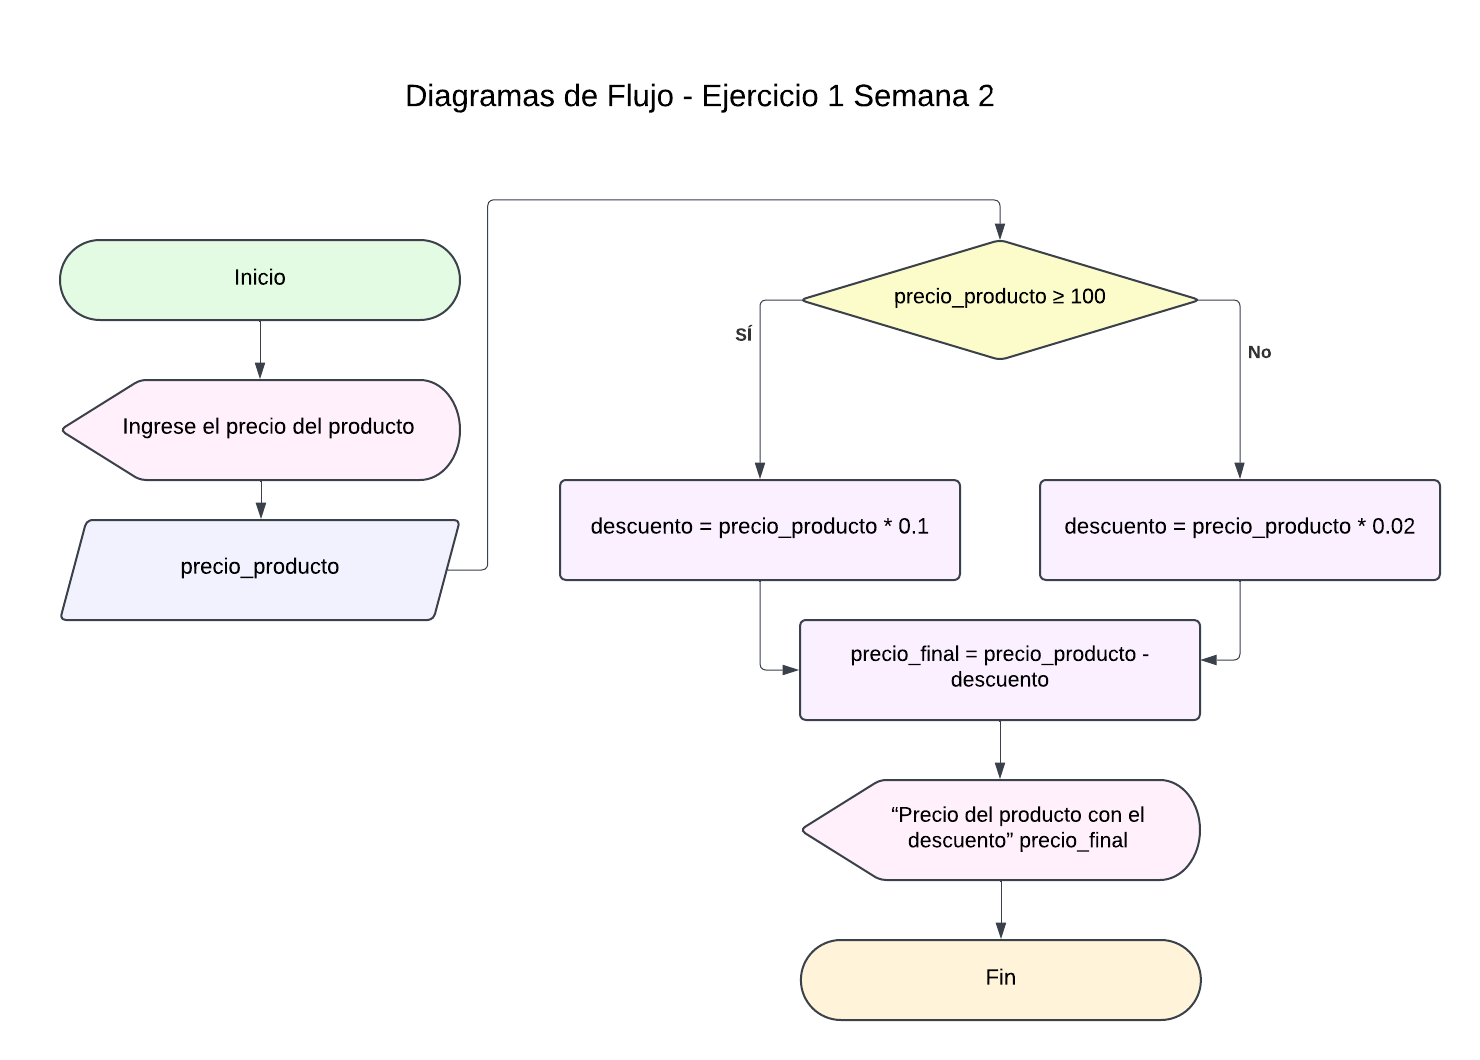 Diagramas de Flujo - Ejercicio 1 Semana 2
Inicio
Ingrese el precio del producto
precio_producto
precio_producto ≥ 100
SÍ
No
descuento = precio_producto * 0.1
descuento = precio_producto * 0.02
precio_final = precio_producto -
descuento
“Precio del producto con el
descuento” precio_final
Fin